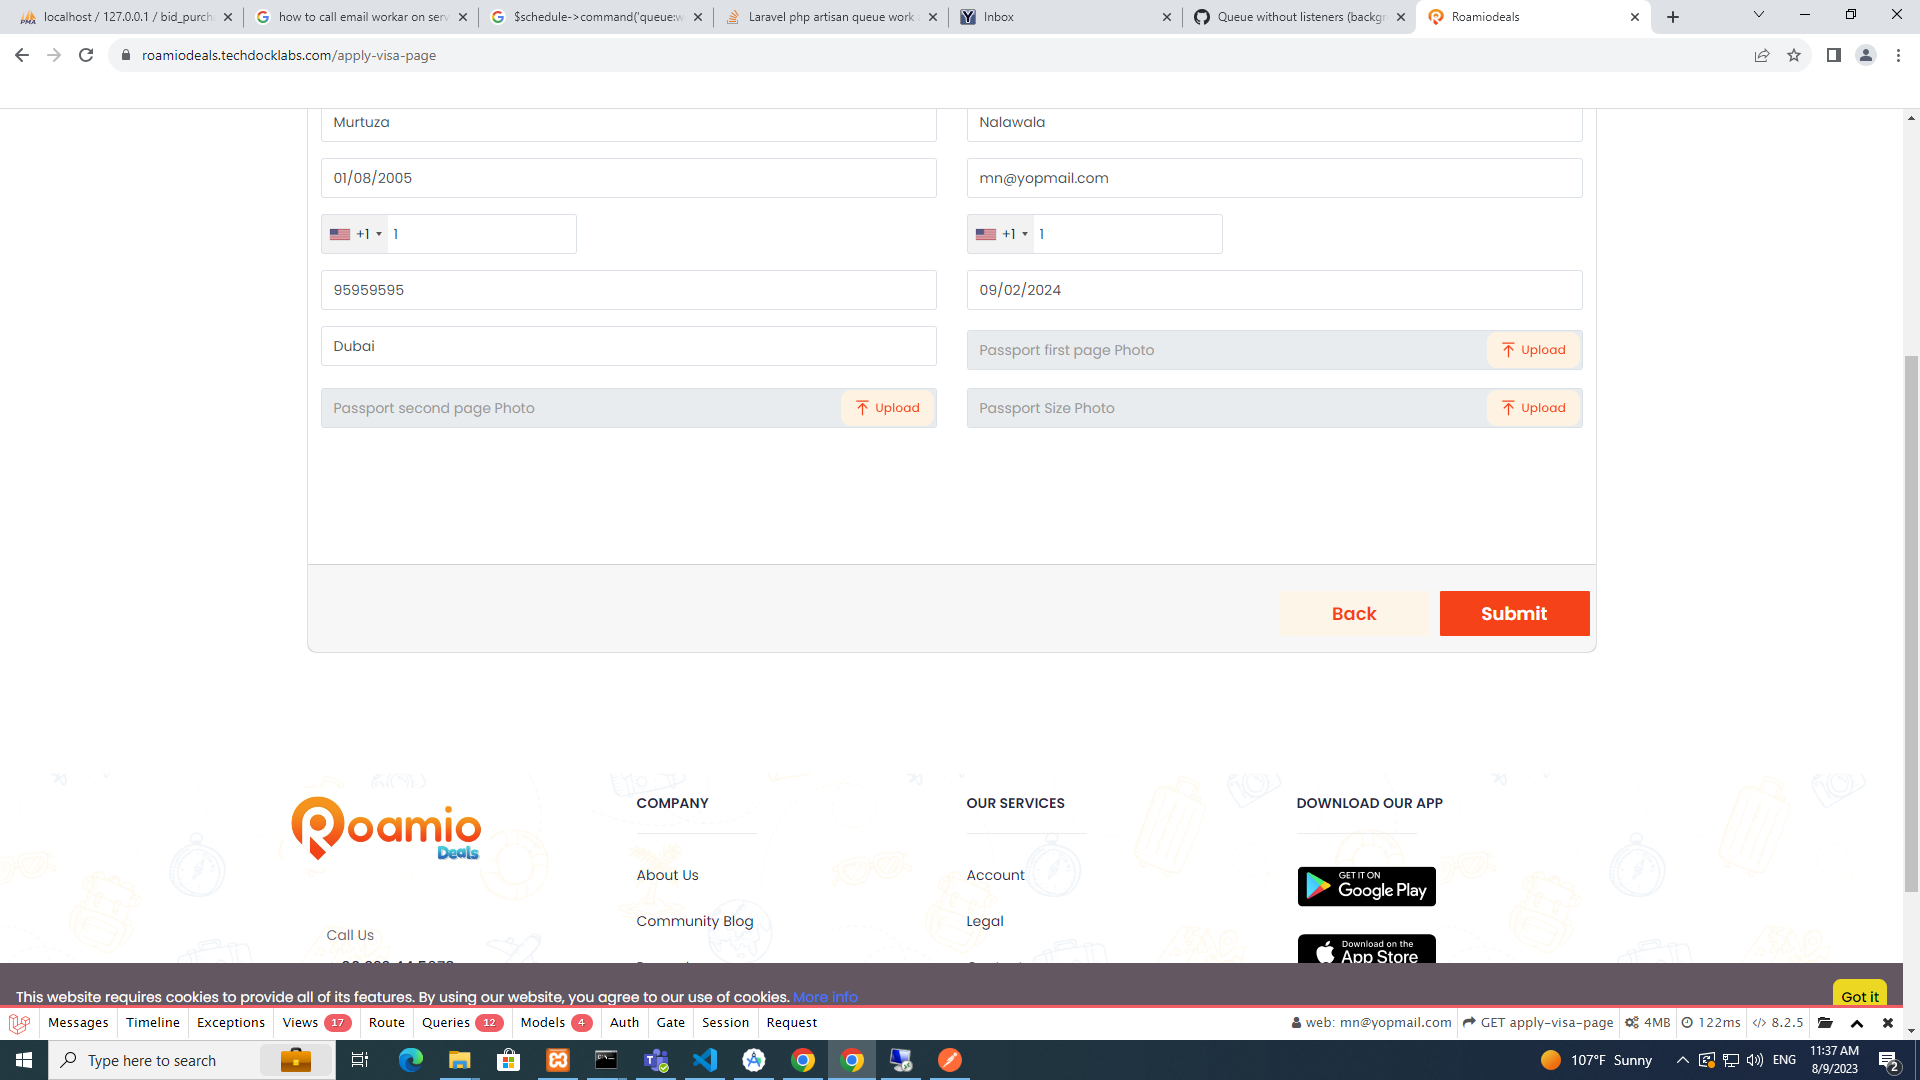 localhost / 127.0.0.1 / bid_purch
how to call email workar on serv
$schedule->command('queue:w
Laravel php artisan queue work
Inbox
Queue without listeners (backgr
Roamiodeals
roamiodeals.techdocklabs.com/apply-visa-page
Murtuza
Nalawala
01/08/2005
mn@yopmail.com
+1 1
+1 1
95959595
09/02/2024
Dubai
Passport first page Photo
Upload
Passport second page Photo
Upload
Passport Size Photo
Upload
Back
Submit
Roamio
Deals
COMPANY
OUR SERVICES
DOWNLOAD OUR APP
About Us
Account
GET IT ON
Google Play
Community Blog
Legal
Call Us
Download on the
App Store
This website requires cookies to provide all of its features. By using our website, you agree to our use of cookies. More info
Got it
Messages Timeline Exceptions Views 17 Route Queries 12 Models 4 Auth Gate Session Request
web: mn@yopmail.com GET apply-visa-page 4MB 122ms 8.2.5
Type here to search
107°F Sunny
ENG
11:37 AM
8/9/2023
2